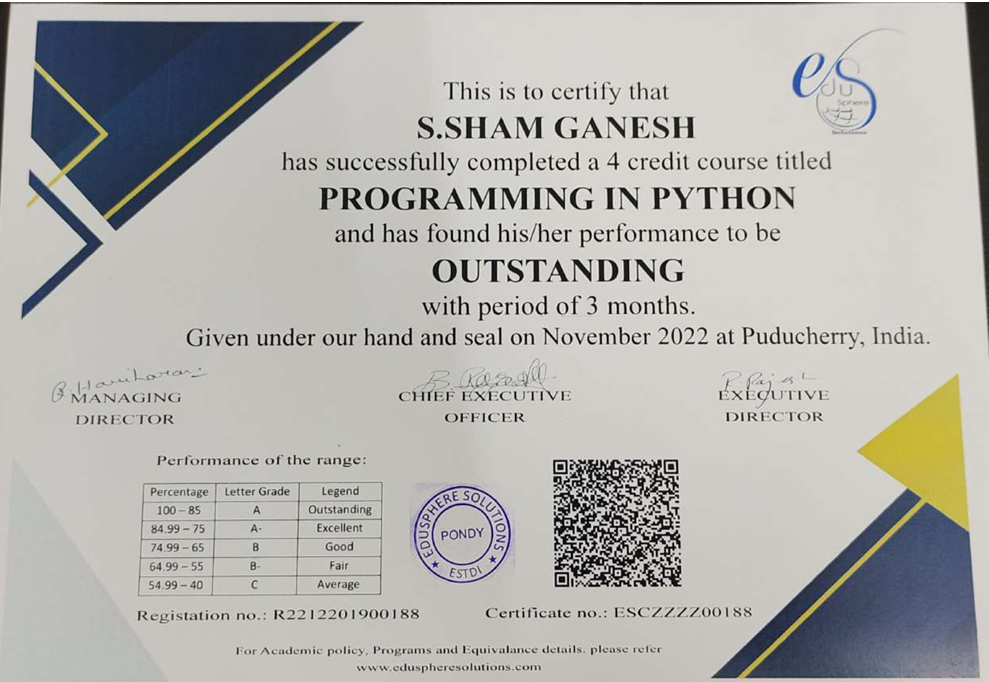 eduSphere
This is to certify that
S.SHAM GANESH
has successfully completed a 4 credit course titled
PROGRAMMING IN PYTHON
and has found his/her performance to be
OUTSTANDING
with period of 3 months.
Given under our hand and seal on November 2022 at Puducherry, India.
MANAGING
DIRECTOR
CHIEF EXECUTIVE
OFFICER
EXECUTIVE
DIRECTOR
Performance of the range:
Percentage Letter Grade Legend
100 – 85 A Outstanding
84.99 – 75 A- Excellent
74.99 – 65 B Good
64.99 – 55 B- Fair
54.99 – 40 C Average
EDUSPHERE SOLUTIONS
PONDY
ESTDI
Registation no.: R2212201900188
Certificate no.: ESCZZZZ00188
For Academic policy, Programs and Equivalance details, please refer
www.eduspheresolutions.com